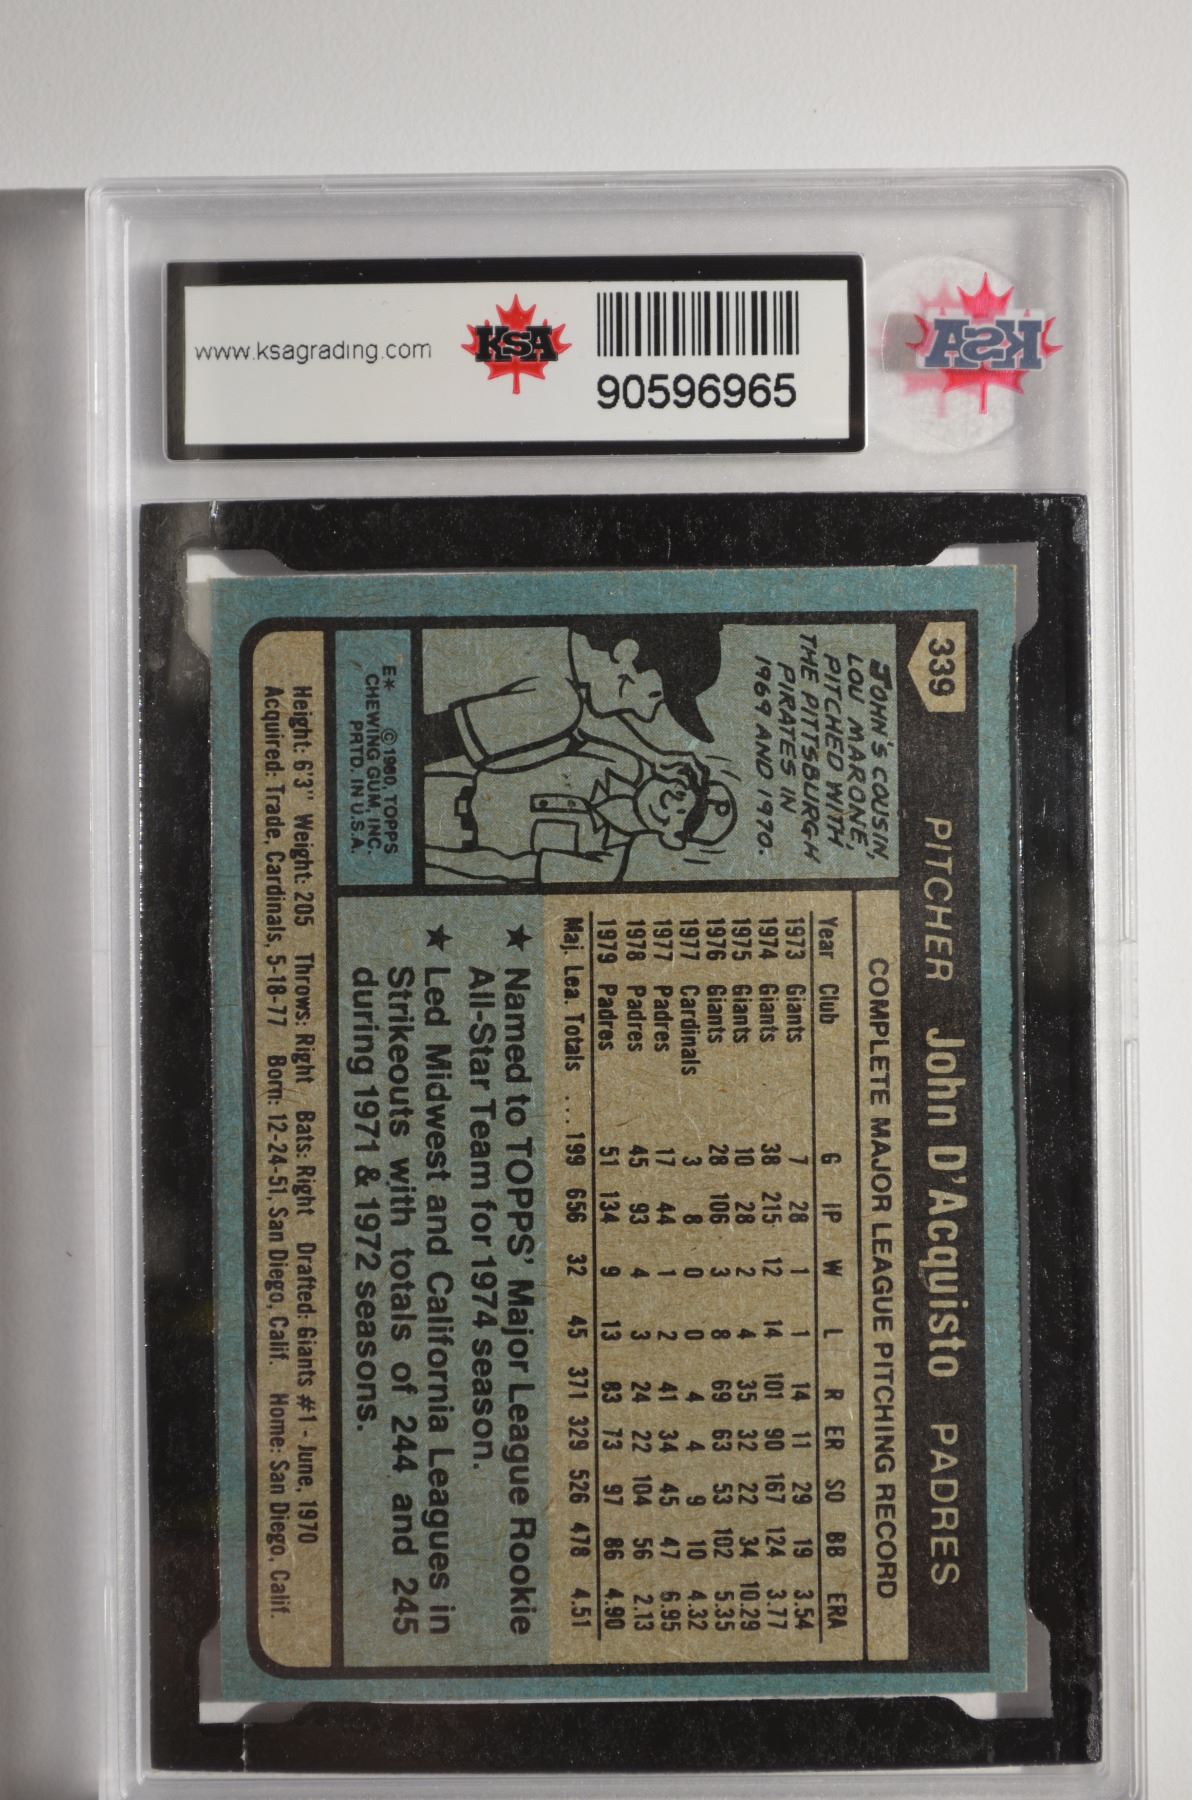 www.ksagrading.com
KSA
90596965
KSA
339
PITCHER John D'Acquisto PADRES
JOHN'S COUSIN,
LOU MARONE,
PITCHED WITH
THE PITTSBURGH
PIRATES IN
1969 AND 1970.
P
E* © 1980, TOPPS
CHEWING GUM, INC.
PRTD. IN U.S.A.
COMPLETE MAJOR LEAGUE PITCHING RECORD
Year Club G IP W L R ER SO BB ERA
1973 Giants 7 28 1 1 14 11 29 19 3.54
1974 Giants 38 215 12 14 101 90 167 124 3.77
1975 Giants 10 28 2 4 35 32 22 34 10.29
1976 Giants 28 106 3 8 69 63 53 102 5.35
1977 Cardinals 3 8 0 0 4 4 9 10 4.32
1977 Padres 17 44 1 2 41 34 45 47 6.95
1978 Padres 45 93 4 3 24 22 104 56 2.13
1979 Padres 51 134 9 13 83 73 97 86 4.90
Maj. Lea. Totals ... 199 656 32 45 371 329 526 478 4.51
★ Named to TOPPS' Major League Rookie
All-Star Team for 1974 season.
★ Led Midwest and California Leagues in
Strikeouts with totals of 244 and 245
during 1971 & 1972 seasons.
Height: 6'3" Weight: 205 Throws: Right Bats: Right Drafted: Giants #1 - June, 1970
Acquired: Trade, Cardinals, 5-18-77 Born: 12-24-51, San Diego, Calif. Home: San Diego, Calif.